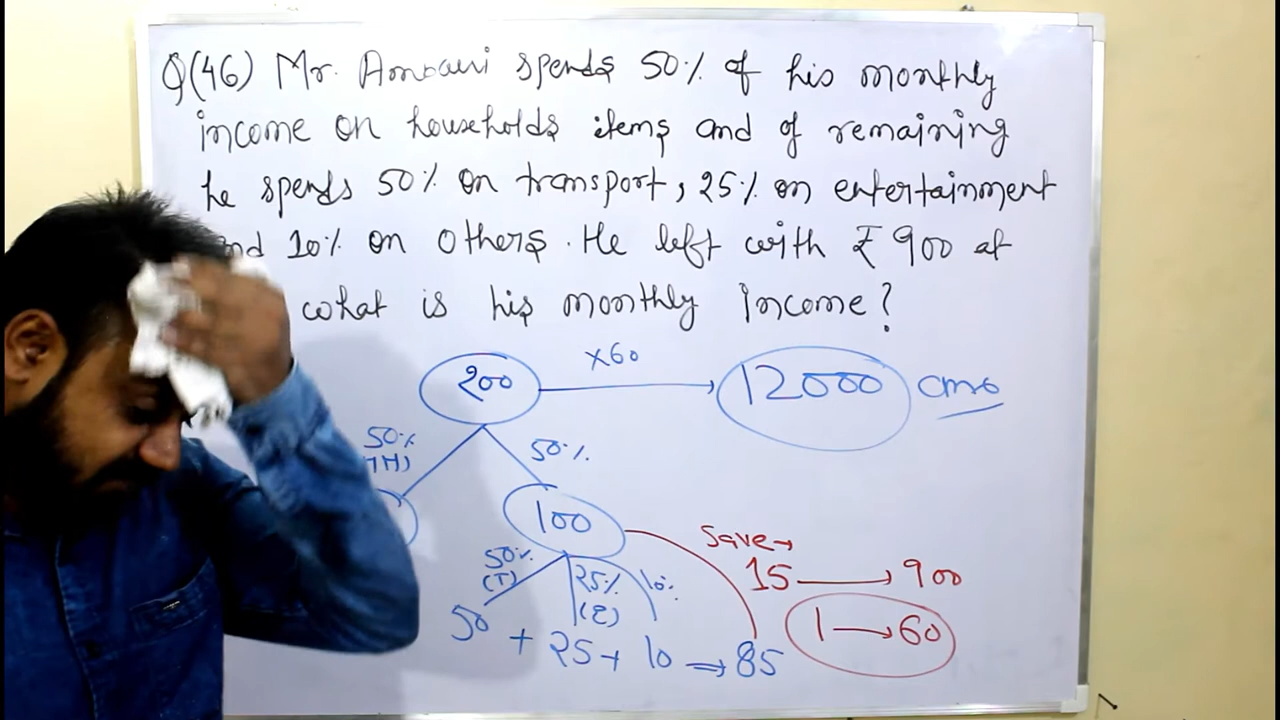 Q(46) Mr. Ambani spends 50% of his monthly
income on households items and of remaining
he spends 50% on transport, 25% on entertainment
nd 10% on others. He left with ₹ 900 at
what is his monthly Income?
200 ×60 12000 ans
50% (H) 50%
100
Save→
50% (T) 25% (E) 10%
15 → 900
1 → 60
50 + 25 + 10 ⇒ 85